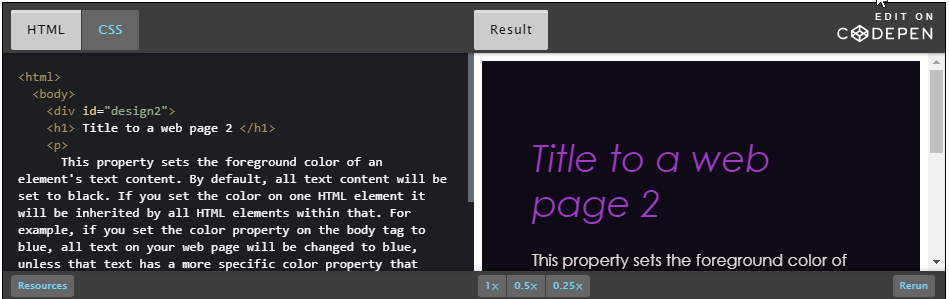 HTML
CSS
Result
EDIT ON
CODEPEN
<html>
<body>
<div id="design2">
<h1> Title to a web page 2 </h1>
<p>
This property sets the foreground color of an
element's text content. By default, all text content will be
set to black. If you set the color on one HTML element it
will be inherited by all HTML elements within that. For
example, if you set the color property on the body tag to
blue, all text on your web page will be changed to blue,
unless that text has a more specific color property that
Title to a web
page 2
This property sets the foreground color of
Resources
1×
0.5×
0.25×
Rerun